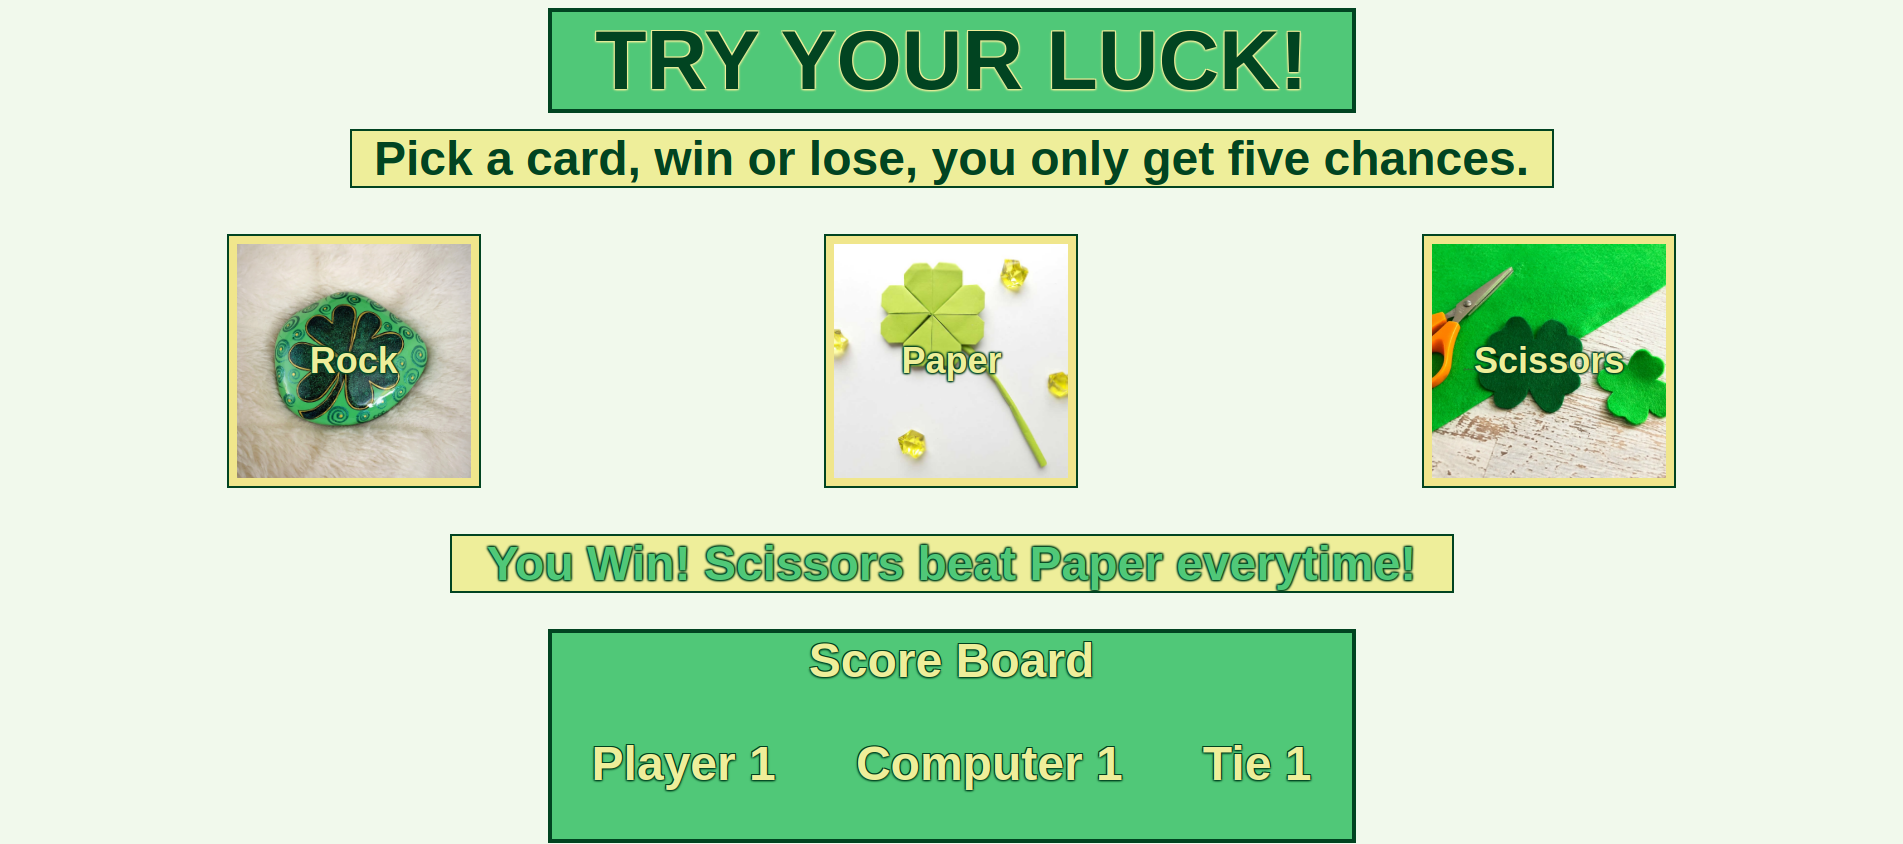 TRY YOUR LUCK!
Pick a card, win or lose, you only get five chances.
Rock
Paper
Scissors
You Win! Scissors beat Paper everytime!
Score Board
Player 1
Computer 1
Tie 1